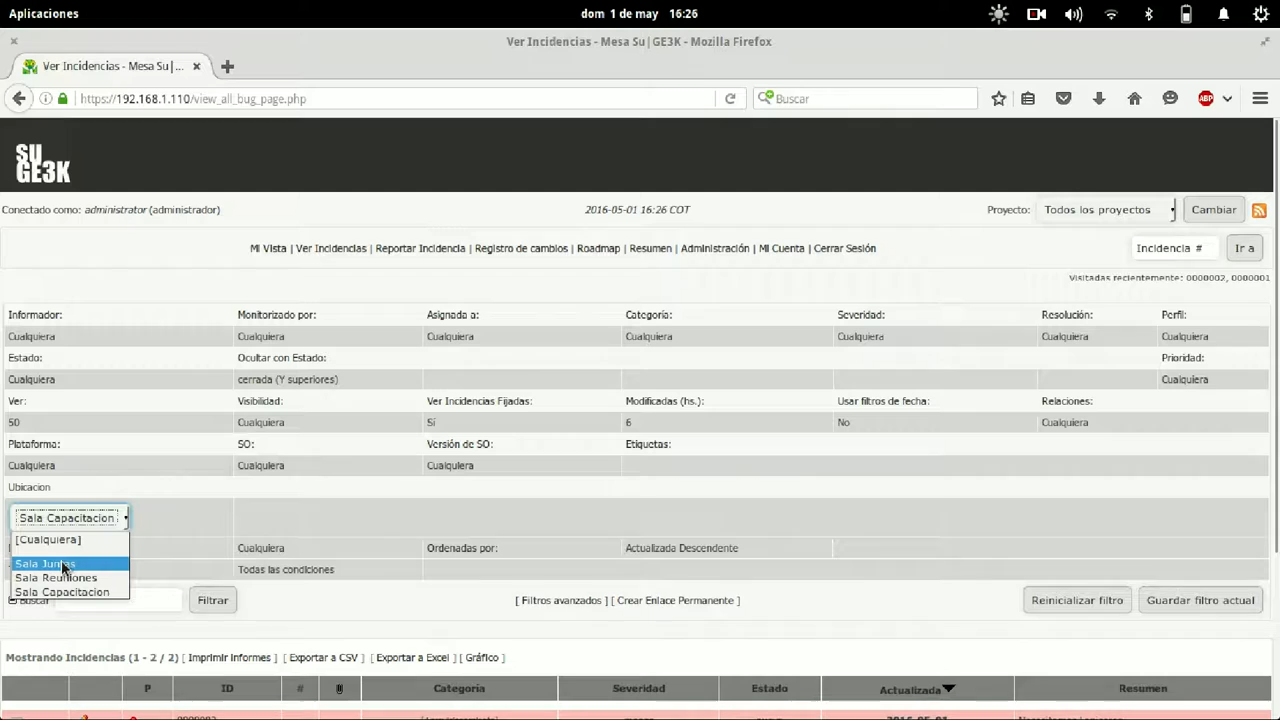 Aplicaciones dom 1 de may 16:26
Ver Incidencias - Mesa Su|GE3K - Mozilla Firefox
Ver Incidencias - Mesa Su|...
https://192.168.1.110/view_all_bug_page.php Buscar ABP
SU
GE3K
Conectado como: administrator (administrador) 2016-05-01 16:26 COT Proyecto: Todos los proyectos Cambiar
Mi Vista | Ver Incidencias | Reportar Incidencia | Registro de cambios | Roadmap | Resumen | Administración | Mi Cuenta | Cerrar Sesión Incidencia # Ir a
Visitadas recientemente: 0000002, 0000001
Informador: Monitorizado por: Asignada a: Categoría: Severidad: Resolución: Perfil:
Cualquiera Cualquiera Cualquiera Cualquiera Cualquiera Cualquiera Cualquiera
Estado: Ocultar con Estado: Prioridad:
Cualquiera cerrada (Y superiores) Cualquiera
Ver: Visibilidad: Ver Incidencias Fijadas: Modificadas (hs.): Usar filtros de fecha: Relaciones:
50 Cualquiera Sí 6 No Cualquiera
Plataforma: SO: Versión de SO: Etiquetas:
Cualquiera Cualquiera Cualquiera
Ubicacion
Sala Capacitacion
[Cualquiera]
Cualquiera Ordenadas por: Actualizada Descendente
Sala Juntas Todas las condiciones
Sala Reuniones
Sala Capacitacion
Buscar Filtrar [ Filtros avanzados ] [ Crear Enlace Permanente ] Reinicializar filtro Guardar filtro actual
Mostrando Incidencias (1 - 2 / 2) [ Imprimir informes ] [ Exportar a CSV ] [ Exportar a Excel ] [ Gráfico ]
P ID # Categoría Severidad Estado Actualizada Resumen